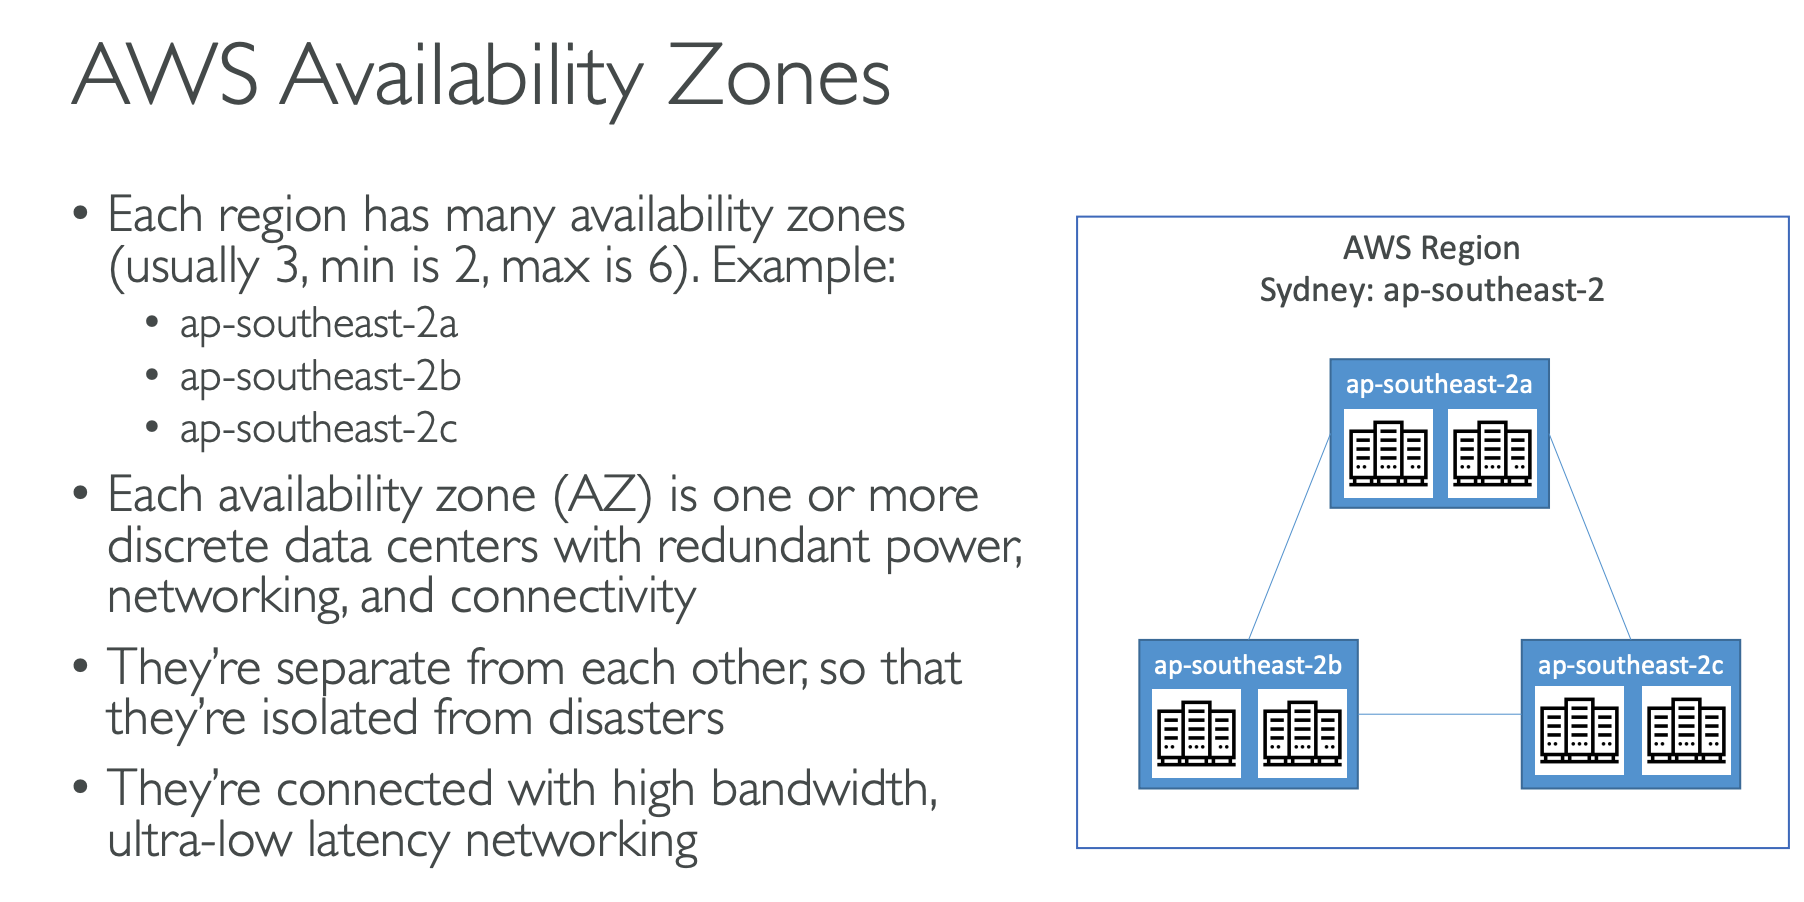 AWS Availability Zones
• Each region has many availability zones
(usually 3, min is 2, max is 6). Example:
• ap-southeast-2a
• ap-southeast-2b
• ap-southeast-2c
• Each availability zone (AZ) is one or more
discrete data centers with redundant power,
networking, and connectivity
• They’re separate from each other, so that
they’re isolated from disasters
• They’re connected with high bandwidth,
ultra-low latency networking
AWS Region
Sydney: ap-southeast-2
ap-southeast-2a
ap-southeast-2b
ap-southeast-2c